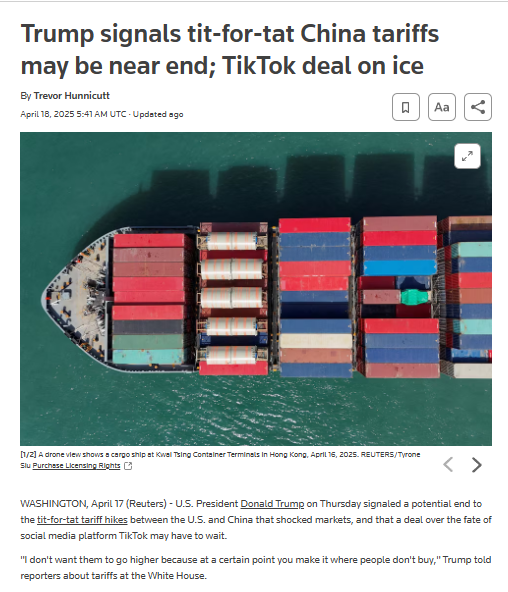 Trump signals tit-for-tat China tariffs
may be near end; TikTok deal on ice
By Trevor Hunnicutt
April 18, 2025 5:41 AM UTC · Updated ago
Aa
[1/2] A drone view shows a cargo ship at Kwai Tsing Container Terminals in Hong Kong, April 16, 2025. REUTERS/Tyrone
Siu Purchase Licensing Rights
WASHINGTON, April 17 (Reuters) - U.S. President Donald Trump on Thursday signaled a potential end to
the tit-for-tat tariff hikes between the U.S. and China that shocked markets, and that a deal over the fate of
social media platform TikTok may have to wait.
"I don't want them to go higher because at a certain point you make it where people don't buy," Trump told
reporters about tariffs at the White House.